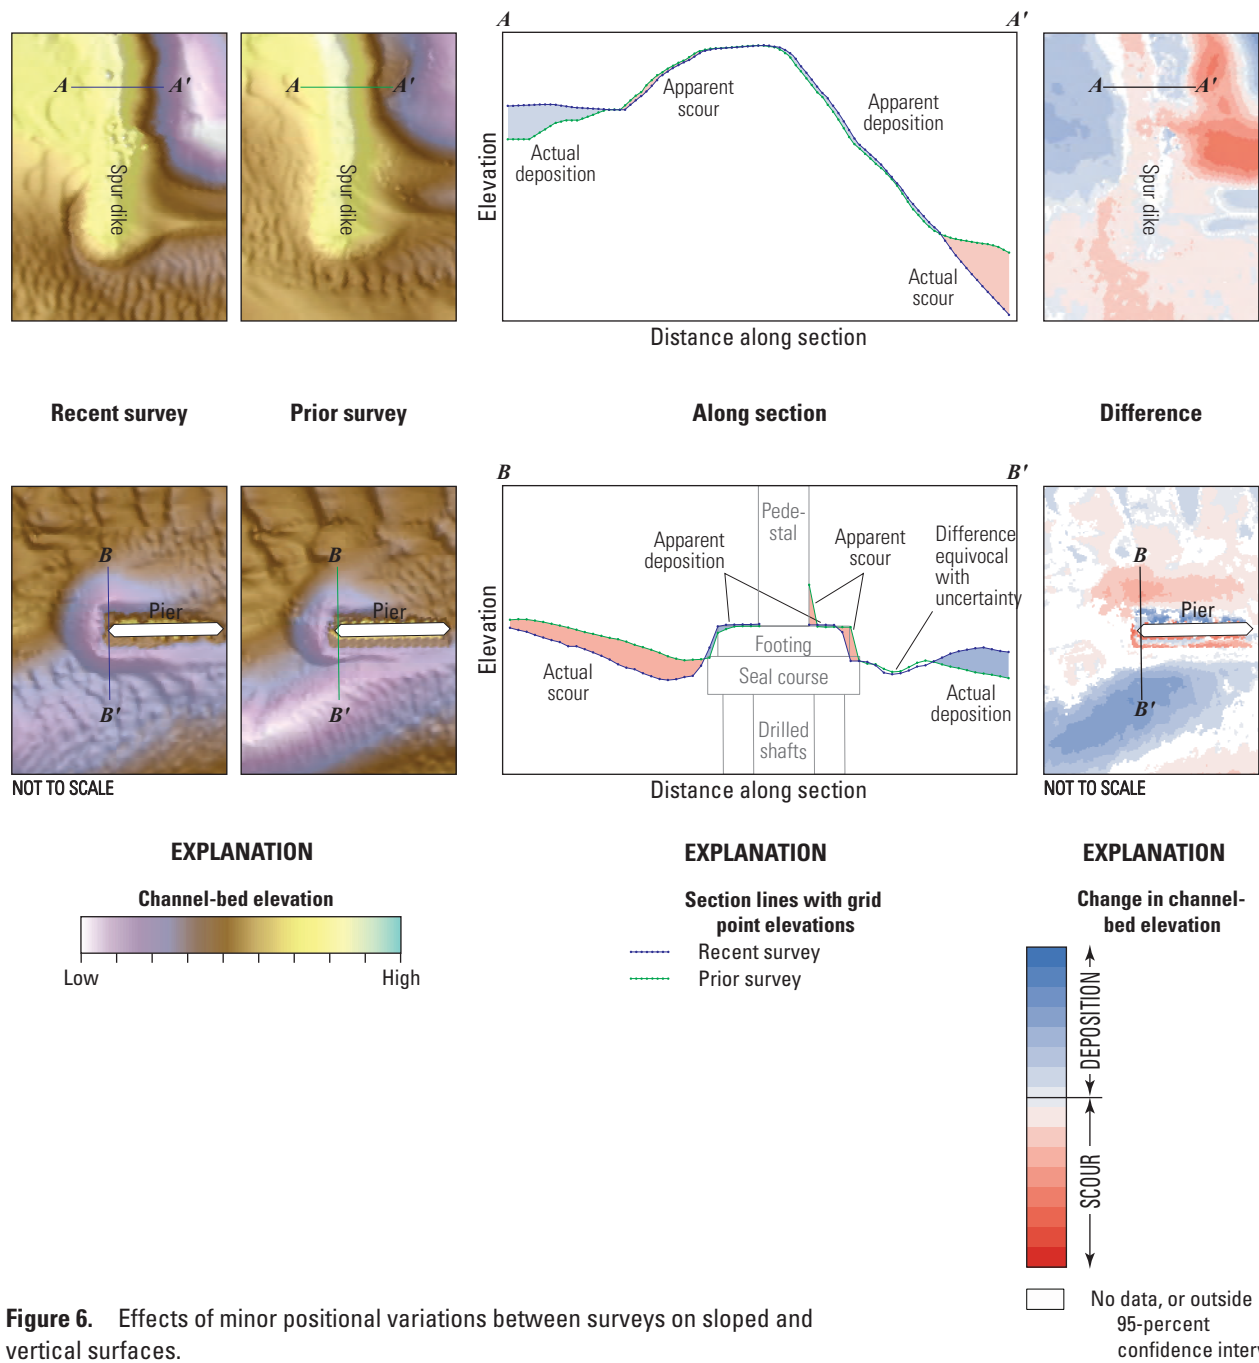 A
A'
A
A'
Spur dike
A
A'
Spur dike
Elevation
Apparent
scour
Apparent
deposition
Actual
deposition
Actual
scour
Distance along section
A
A'
Spur dike
Recent survey
Prior survey
Along section
Difference
B
B'
B
Pier
B'
NOT TO SCALE
B
Pier
B'
Elevation
Pede-
stal
Apparent
deposition
Apparent
scour
Difference
equivocal
with
uncertainty
Footing
Seal course
Actual
scour
Actual
deposition
Drilled
shafts
Distance along section
B
Pier
B'
NOT TO SCALE
EXPLANATION
Channel-bed elevation
Low
High
EXPLANATION
Section lines with grid
point elevations
Recent survey
Prior survey
EXPLANATION
Change in channel-
bed elevation
DEPOSITION
SCOUR
No data, or outside
95-percent
confidence
Figure 6. Effects of minor positional variations between surveys on sloped and
vertical surfaces.